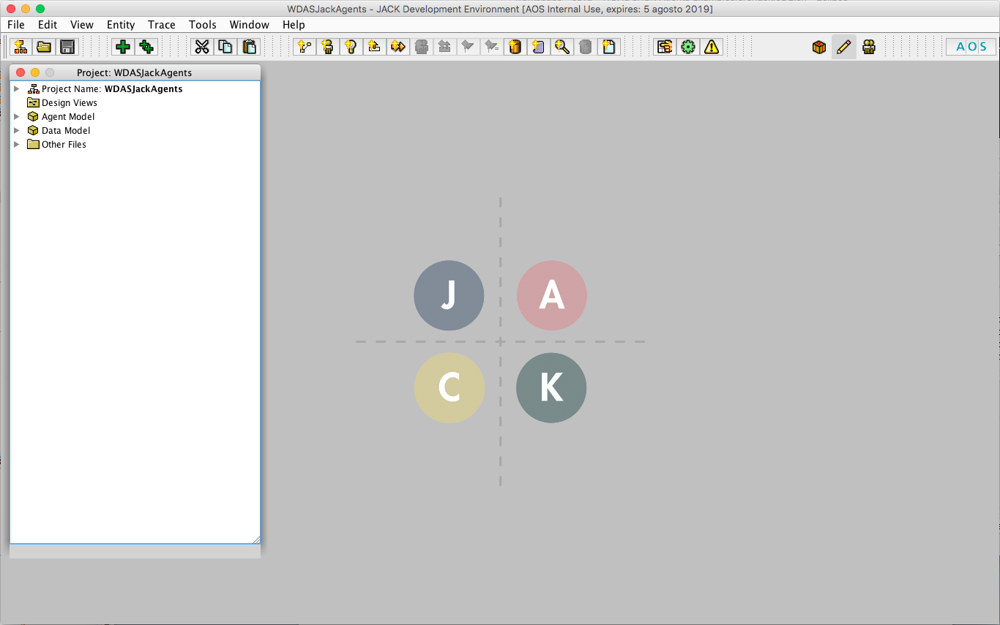 WDASJackAgents - JACK Development Environment [AOS Internal Use, expires: 5 agosto 2019]
File Edit View Entity Trace Tools Window Help
AOS
Project: WDASJackAgents
Project Name: WDASJackAgents
Design Views
Agent Model
Data Model
Other Files
J A
C K